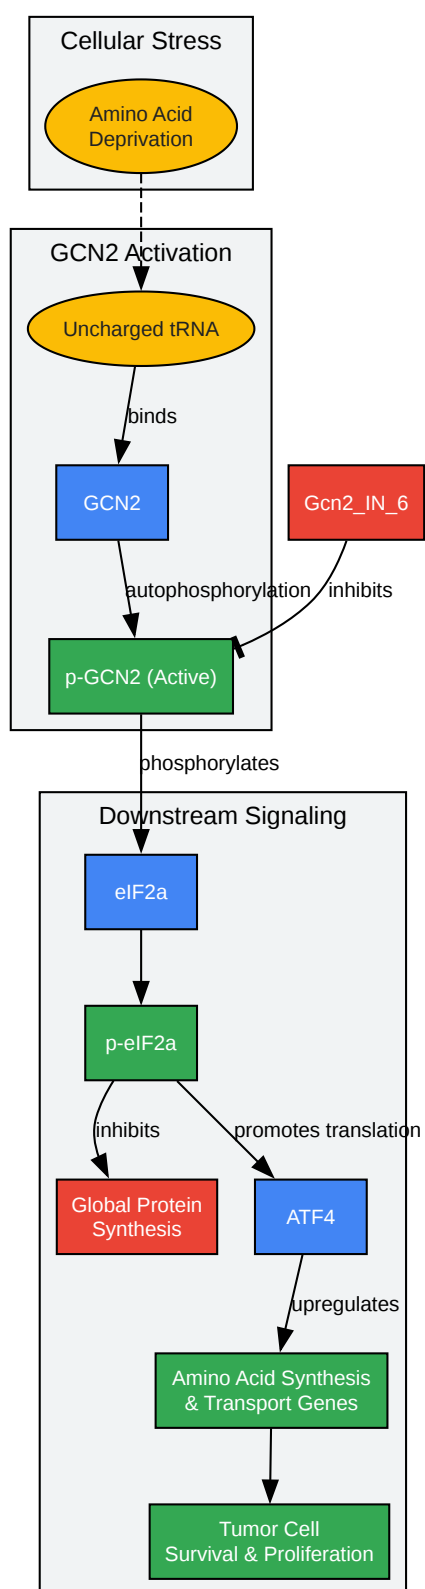 Cellular Stress
Amino Acid
Deprivation
GCN2 Activation
Uncharged tRNA
binds
GCN2
Gcn2_IN_6
autophosphorylation
inhibits
p-GCN2 (Active)
phosphorylates
Downstream Signaling
eIF2a
p-eIF2a
inhibits
promotes translation
Global Protein
Synthesis
ATF4
upregulates
Amino Acid Synthesis
& Transport Genes
Tumor Cell
Survival & Proliferation